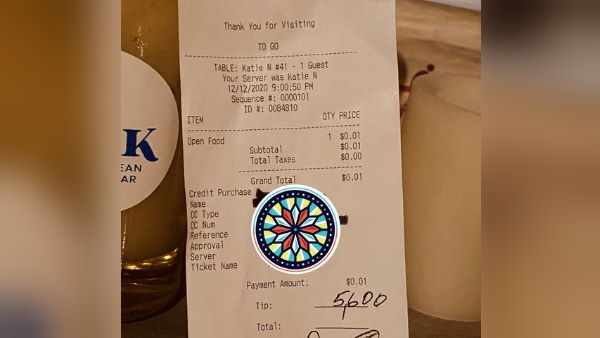 Thank You for Visiting
TO GO
TABLE: Katie N #41 - 1 Guest
Your Server was Katie N
12/12/2020 9:00:50 PM
Sequence #: 0000101
ID #: 0084810
ITEM QTY PRICE
Open Food 1 $0.01
Subtotal $0.01
Total Taxes $0.00
Grand Total $0.01
Credit Purchase
Name
CC Type
CC Num
Reference
Approval
Server
Ticket Name
Payment Amount: $0.01
Tip: 5,600
Total:
K
EAN
AR